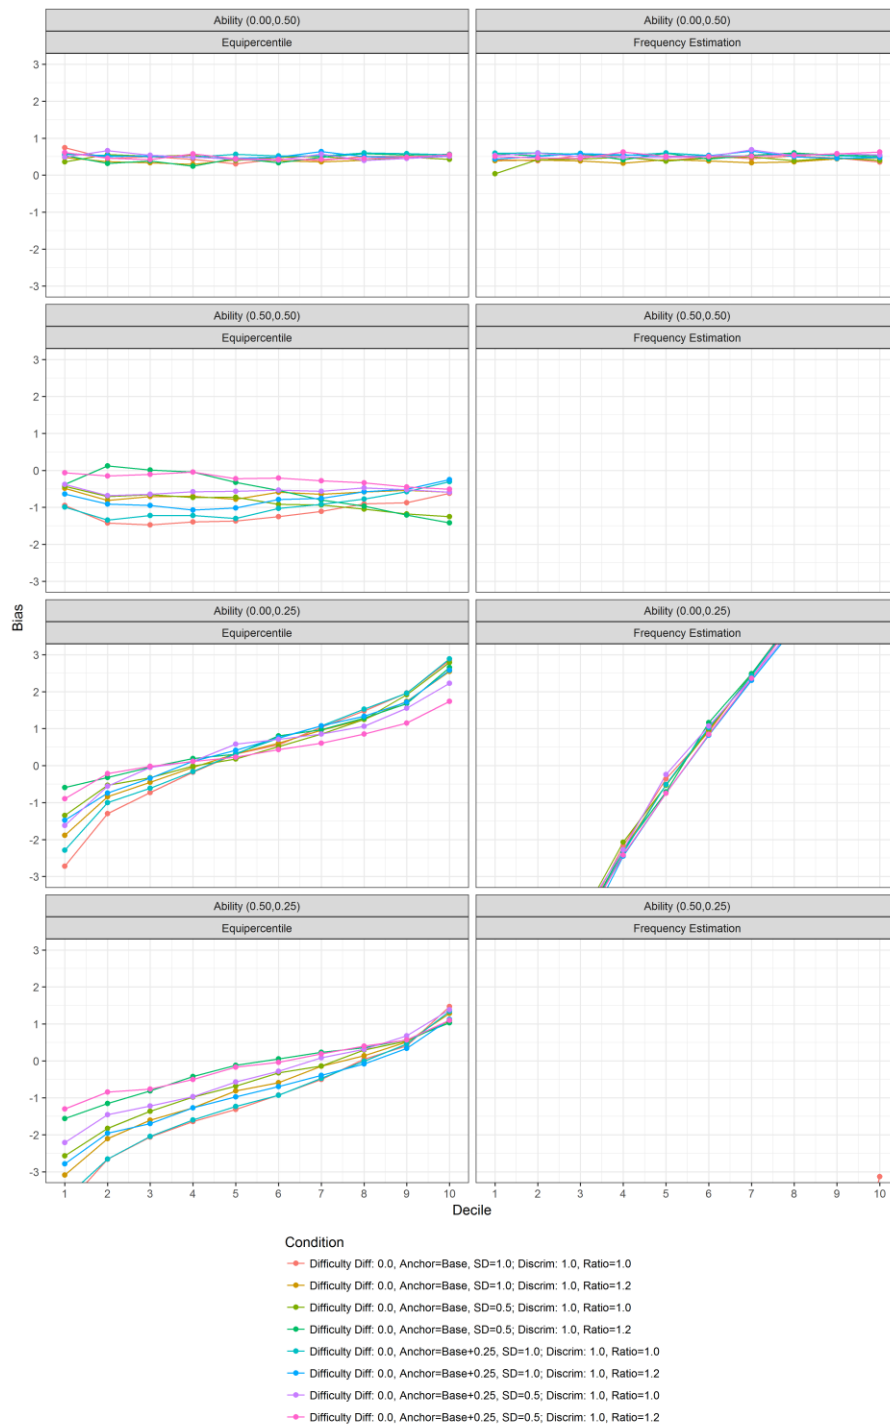 Ability (0.00,0.50)
Ability (0.00,0.50)
Equipercentile
Frequency Estimation
3
2
1
0
-1
-2
-3
Ability (0.50,0.50)
Ability (0.50,0.50)
Equipercentile
Frequency Estimation
3
2
1
0
-1
-2
-3
Bias
Ability (0.00,0.25)
Ability (0.00,0.25)
Equipercentile
Frequency Estimation
3
2
1
0
-1
-2
-3
Ability (0.50,0.25)
Ability (0.50,0.25)
Equipercentile
Frequency Estimation
3
2
1
0
-1
-2
-3
1 2 3 4 5 6 7 8 9 10 1 2 3 4 5 6 7 8 9 10
Decile
Condition
Difficulty Diff: 0.0, Anchor=Base, SD=1.0; Discrim: 1.0, Ratio=1.0
Difficulty Diff: 0.0, Anchor=Base, SD=1.0; Discrim: 1.0, Ratio=1.2
Difficulty Diff: 0.0, Anchor=Base, SD=0.5; Discrim: 1.0, Ratio=1.0
Difficulty Diff: 0.0, Anchor=Base, SD=0.5; Discrim: 1.0, Ratio=1.2
Difficulty Diff: 0.0, Anchor=Base+0.25, SD=1.0; Discrim: 1.0, Ratio=1.0
Difficulty Diff: 0.0, Anchor=Base+0.25, SD=1.0; Discrim: 1.0, Ratio=1.2
Difficulty Diff: 0.0, Anchor=Base+0.25, SD=0.5; Discrim: 1.0, Ratio=1.0
Difficulty Diff: 0.0, Anchor=Base+0.25, SD=0.5; Discrim: 1.0, Ratio=1.2